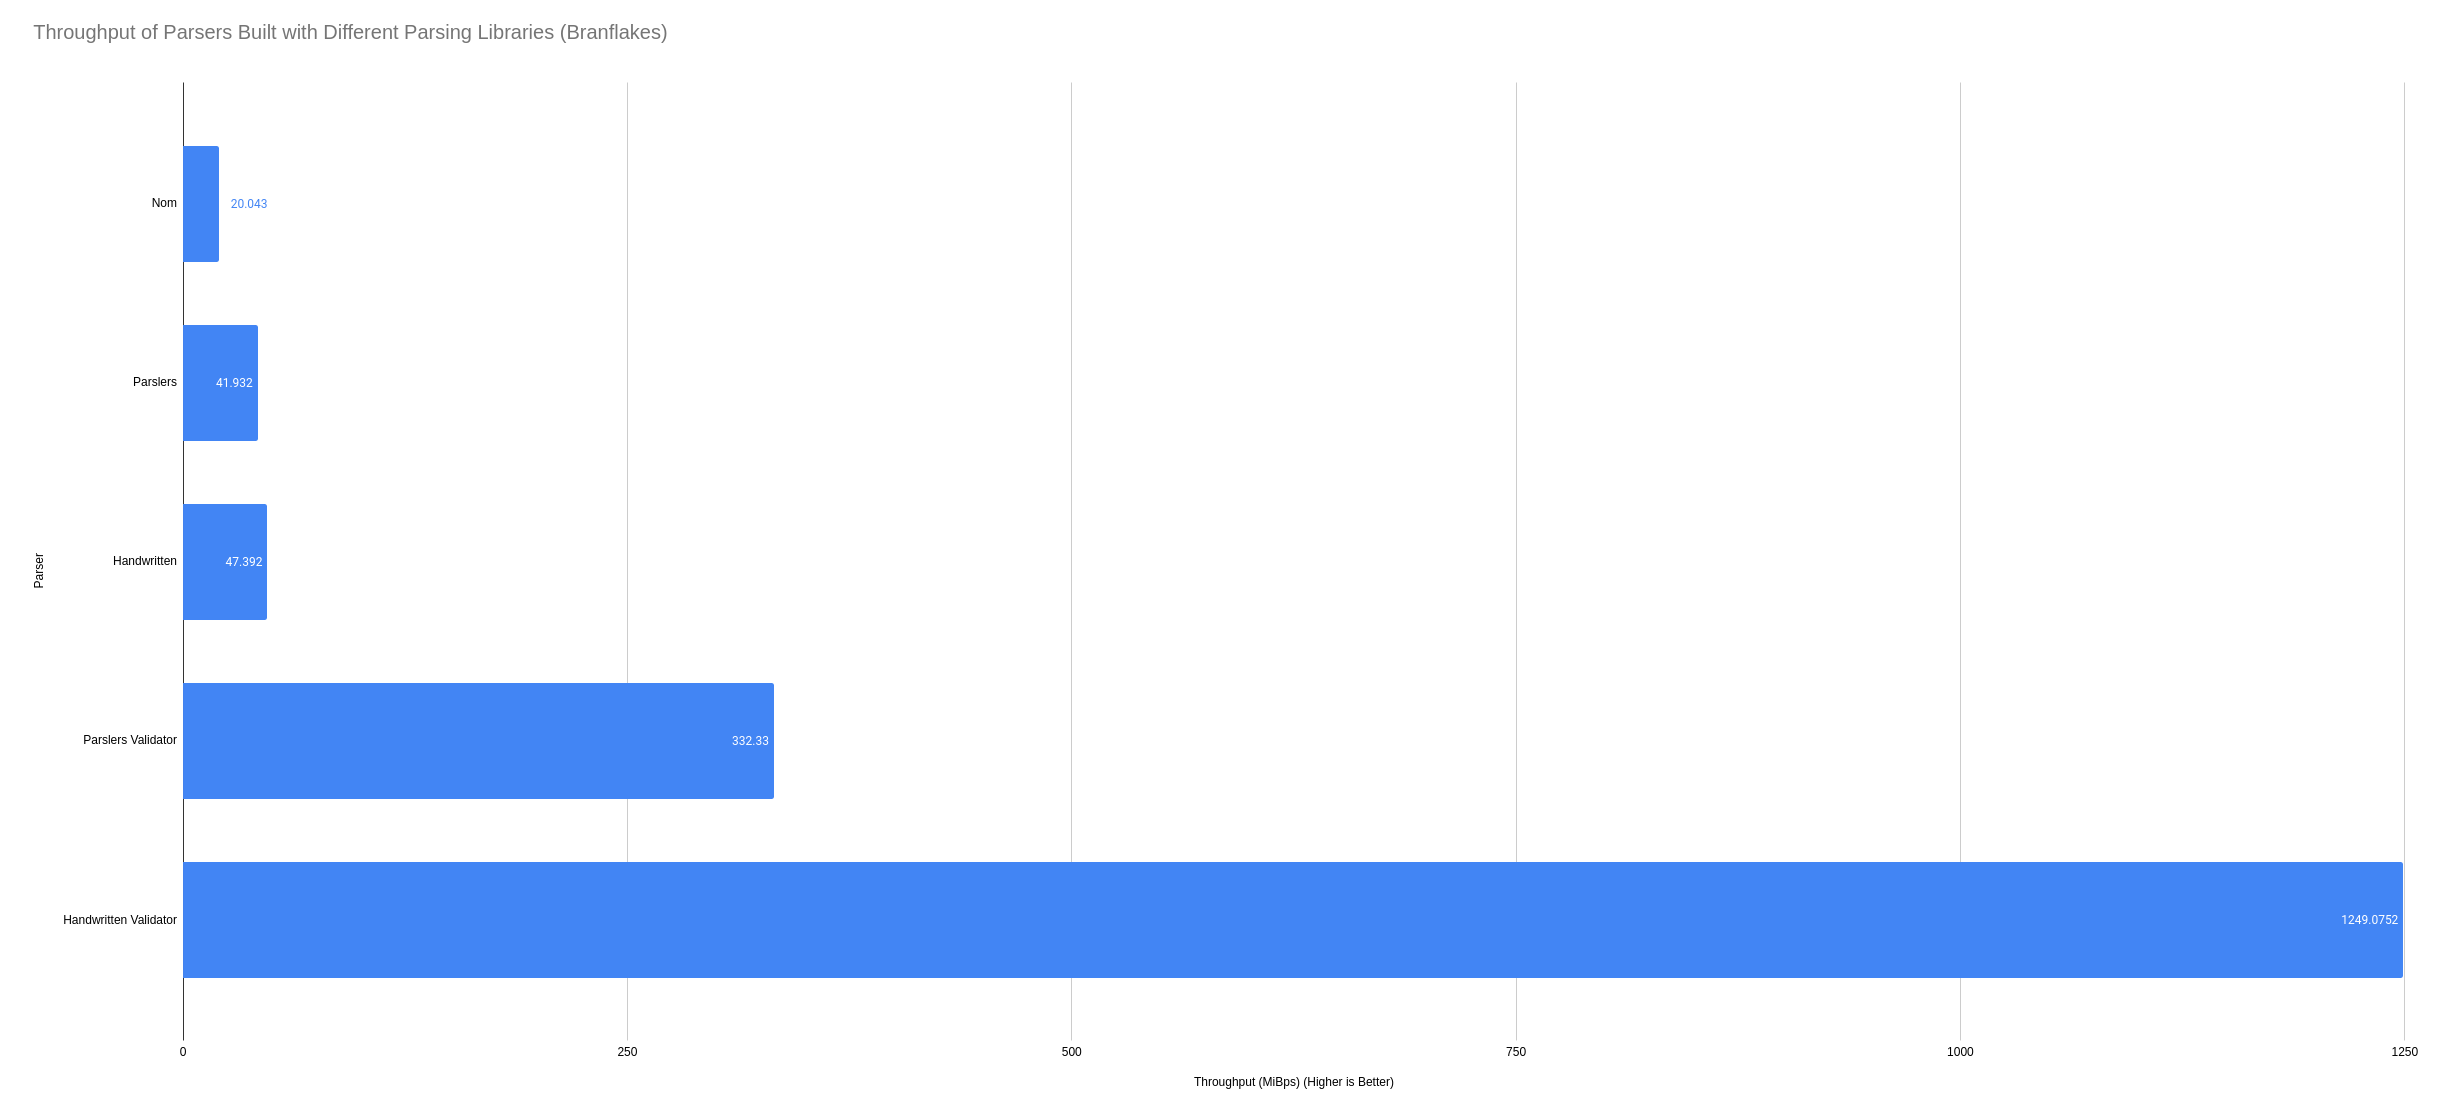 Throughput of Parsers Built with Different Parsing Libraries (Branflakes)
Parser
Nom
20.043
Parslers
41.932
Handwritten
47.392
Parslers Validator
332.33
Handwritten Validator
1249.0752
0
250
500
750
1000
1250
Throughput (MiBps) (Higher is Better)